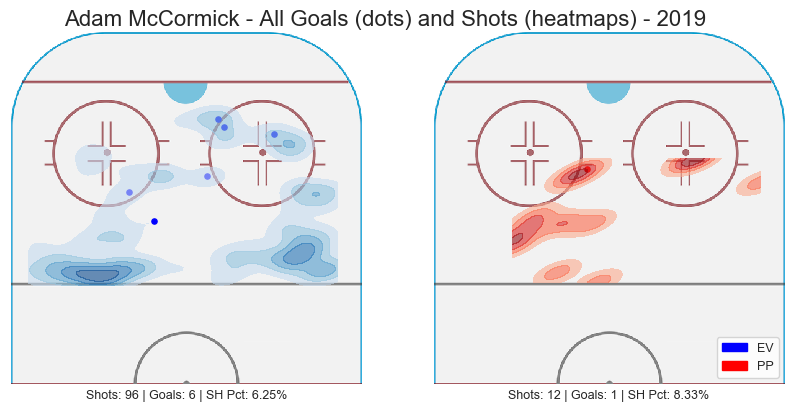 Adam McCormick - All Goals (dots) and Shots (heatmaps) - 2019
EV
PP
Shots: 96 | Goals: 6 | SH Pct: 6.25%
Shots: 12 | Goals: 1 | SH Pct: 8.33%